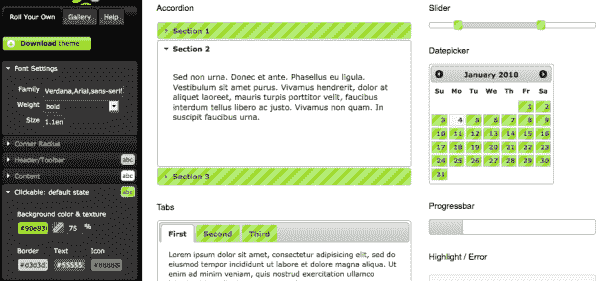 Roll Your Own Gallery Help
Download theme
Font Settings
Family Verdana,Arial,sans-serif
Weight bold
Size 1.1em
Corner Radius
Header/Toolbar abc
Content abc
Clickable: default state abc
Background color & texture
75 %
Border Text Icon
#d3d3d #55555 #88888
Accordion
Section 1
Section 2
Sed non urna. Donec et ante. Phasellus eu ligula.
Vestibulum sit amet purus. Vivamus hendrerit, dolor at
aliquet laoreet, mauris turpis porttitor velit, faucibus
interdum tellus libero ac justo. Vivamus non quam. In
suscipit faucibus urna.
Section 3
Tabs
First Second Third
Lorem ipsum dolor sit amet, consectetur adipisicing elit, sed do
eiusmod tempor incididunt ut labore et dolore magna aliqua. Ut
enim ad minim veniam, quis nostrud exercitation ullamco
Slider
Datepicker
January 2010
Su Mo Tu We Th Fr Sa
1 2
3 4 5 6 7 8 9
10 11 12 13 14 15 16
17 18 19 20 21 22 23
24 25 26 27 28 29 30
31
Progressbar
Highlight / Error